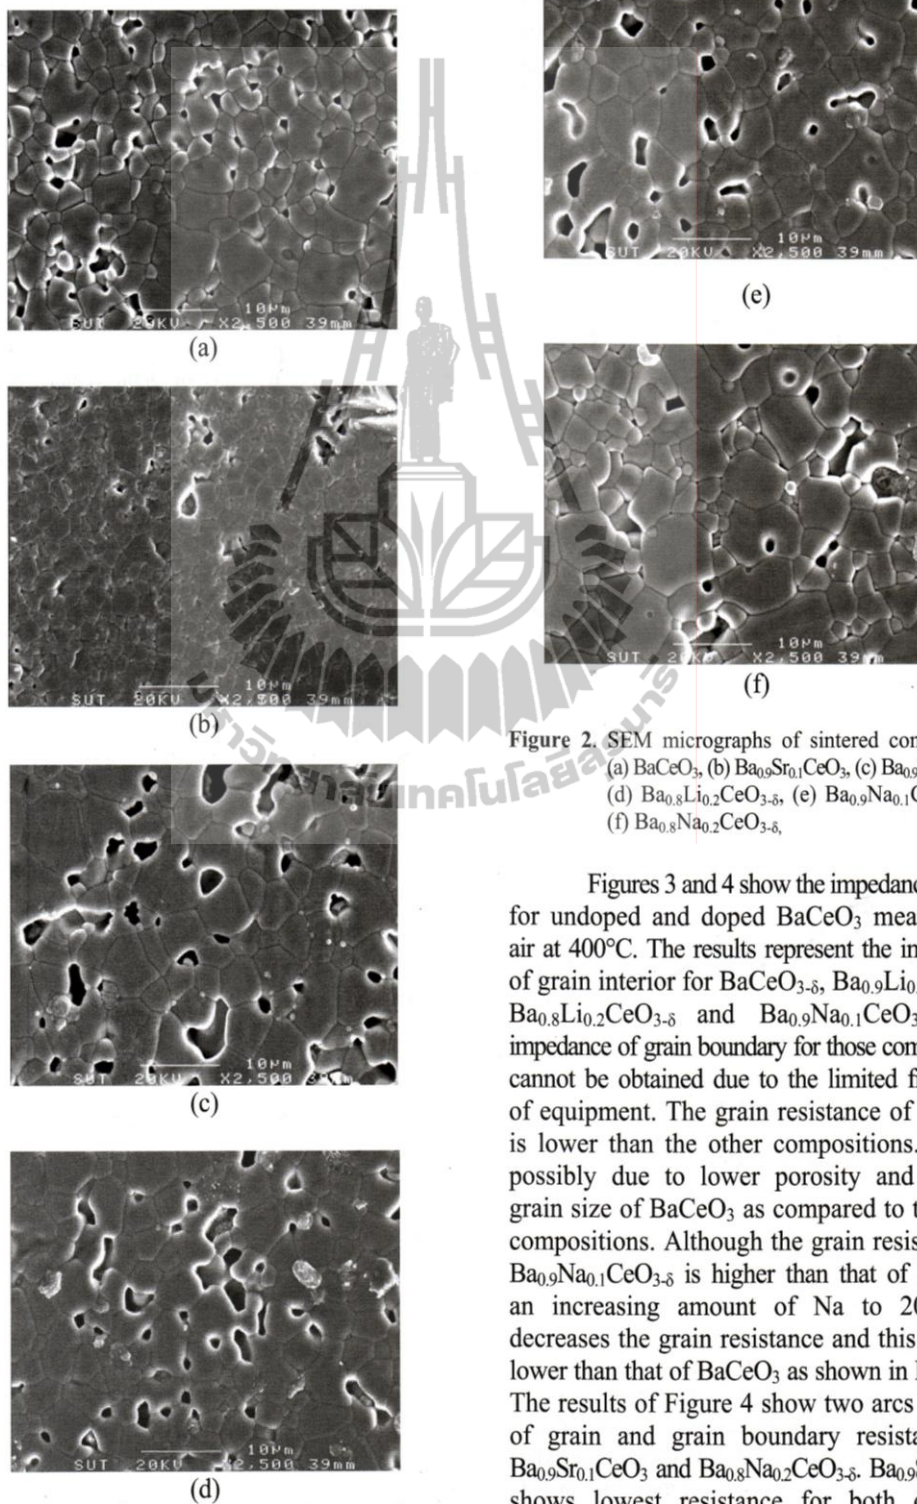 SUT 20KV X2,500 39mm
10µm
(a)
SUT 20KV X2,500 39mm
10µm
(b)
10µm
SUT 20KV X2,500 39mm
(c)
10µm
SUT 20KV X2,500 39mm
(d)
10µm
SUT 20KV X2,500 39mm
(e)
10µm
SUT 20KV X2,500 39mm
(f)
Figure 2. SEM micrographs of sintered
(a) BaCeO₃, (b) Ba₀.₉Sr₀.₁CeO₃, (c) Ba₀.₉
(d) Ba₀.₈Li₀.₂CeO₃₋δ, (e) Ba₀.₉Na₀.₁C
(f) Ba₀.₈Na₀.₂CeO₃₋δ,
Figures 3 and 4 show the impedanc
for undoped and doped BaCeO₃ mea
air at 400°C. The results represent the in
of grain interior for BaCeO₃₋δ, Ba₀.₉Li₀.
Ba₀.₈Li₀.₂CeO₃₋δ and Ba₀.₉Na₀.₁CeO₃
impedance of grain boundary for those com
cannot be obtained due to the limited f
of equipment. The grain resistance of
is lower than the other compositions.
possibly due to lower porosity and
grain size of BaCeO₃ as compared to t
compositions. Although the grain resis
Ba₀.₉Na₀.₁CeO₃₋δ is higher than that of
an increasing amount of Na to 20
decreases the grain resistance and this
lower than that of BaCeO₃ as shown in
The results of Figure 4 show two arcs
of grain and grain boundary resista
Ba₀.₉Sr₀.₁CeO₃ and Ba₀.₈Na₀.₂CeO₃₋δ. Ba₀.₉S
shows lowest resistance for both